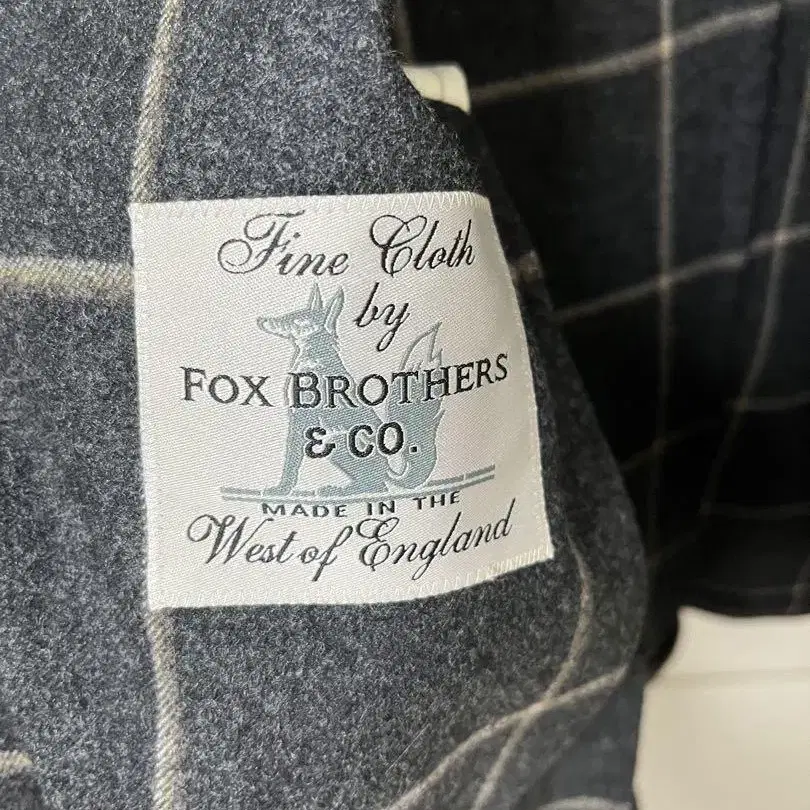 Fine Cloth
by
FOX BROTHERS
& CO.
MADE IN THE
West of England